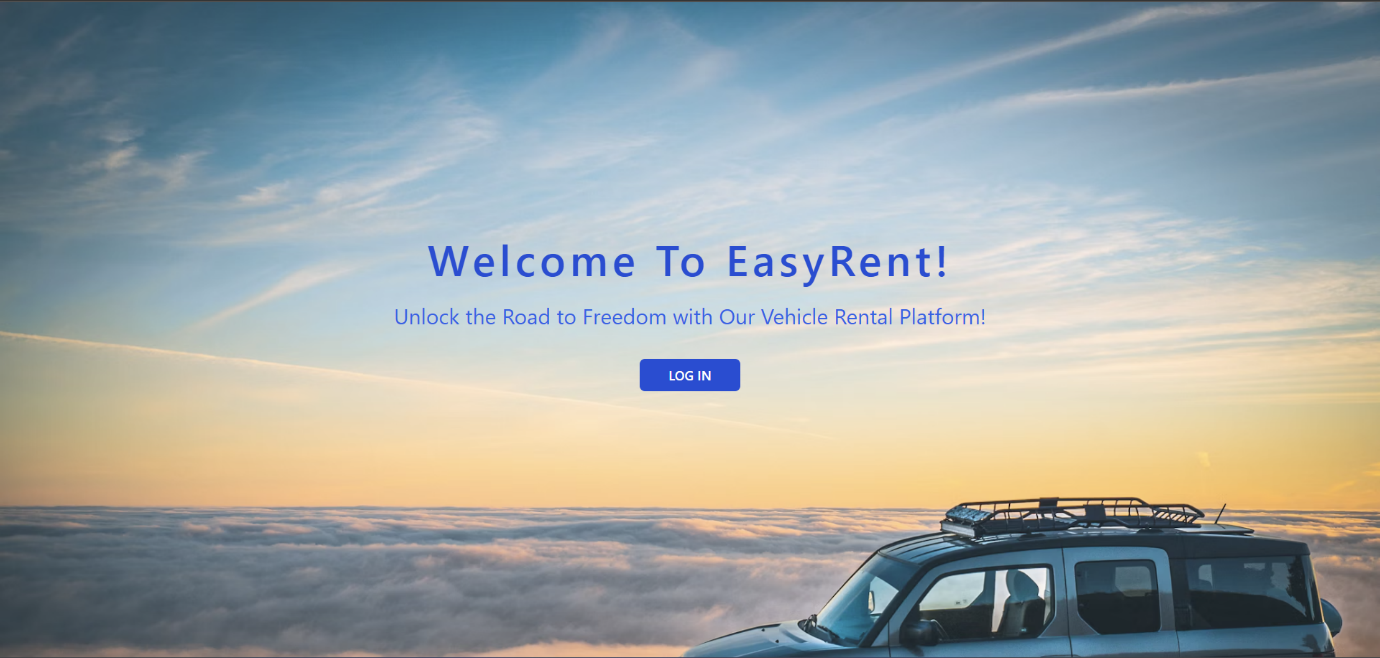 Welcome To EasyRent!
Unlock the Road to Freedom with Our Vehicle Rental Platform!
LOG IN